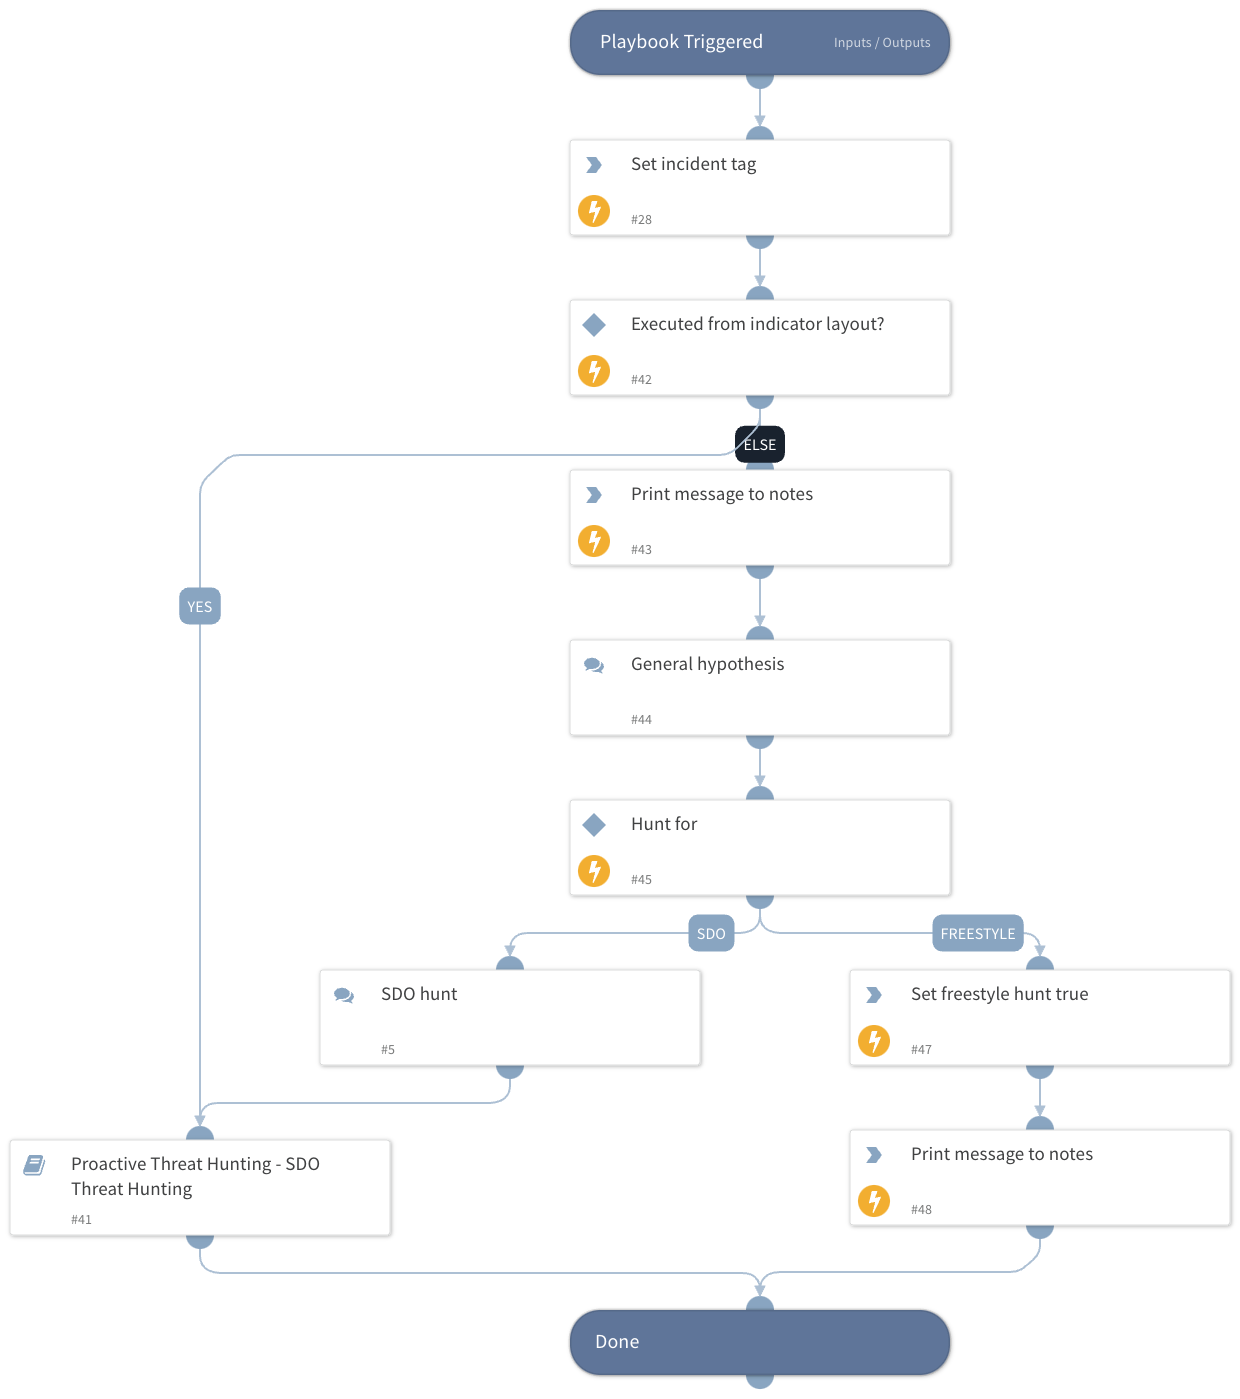 Playbook Triggered
Inputs / Outputs
Set incident tag
#28
Executed from indicator layout?
#42
ELSE
Print message to notes
#43
YES
General hypothesis
#44
Hunt for
#45
SDO
FREESTYLE
SDO hunt
#5
Set freestyle hunt true
#47
Proactive Threat Hunting - SDO
Threat Hunting
#41
Print message to notes
#48
Done